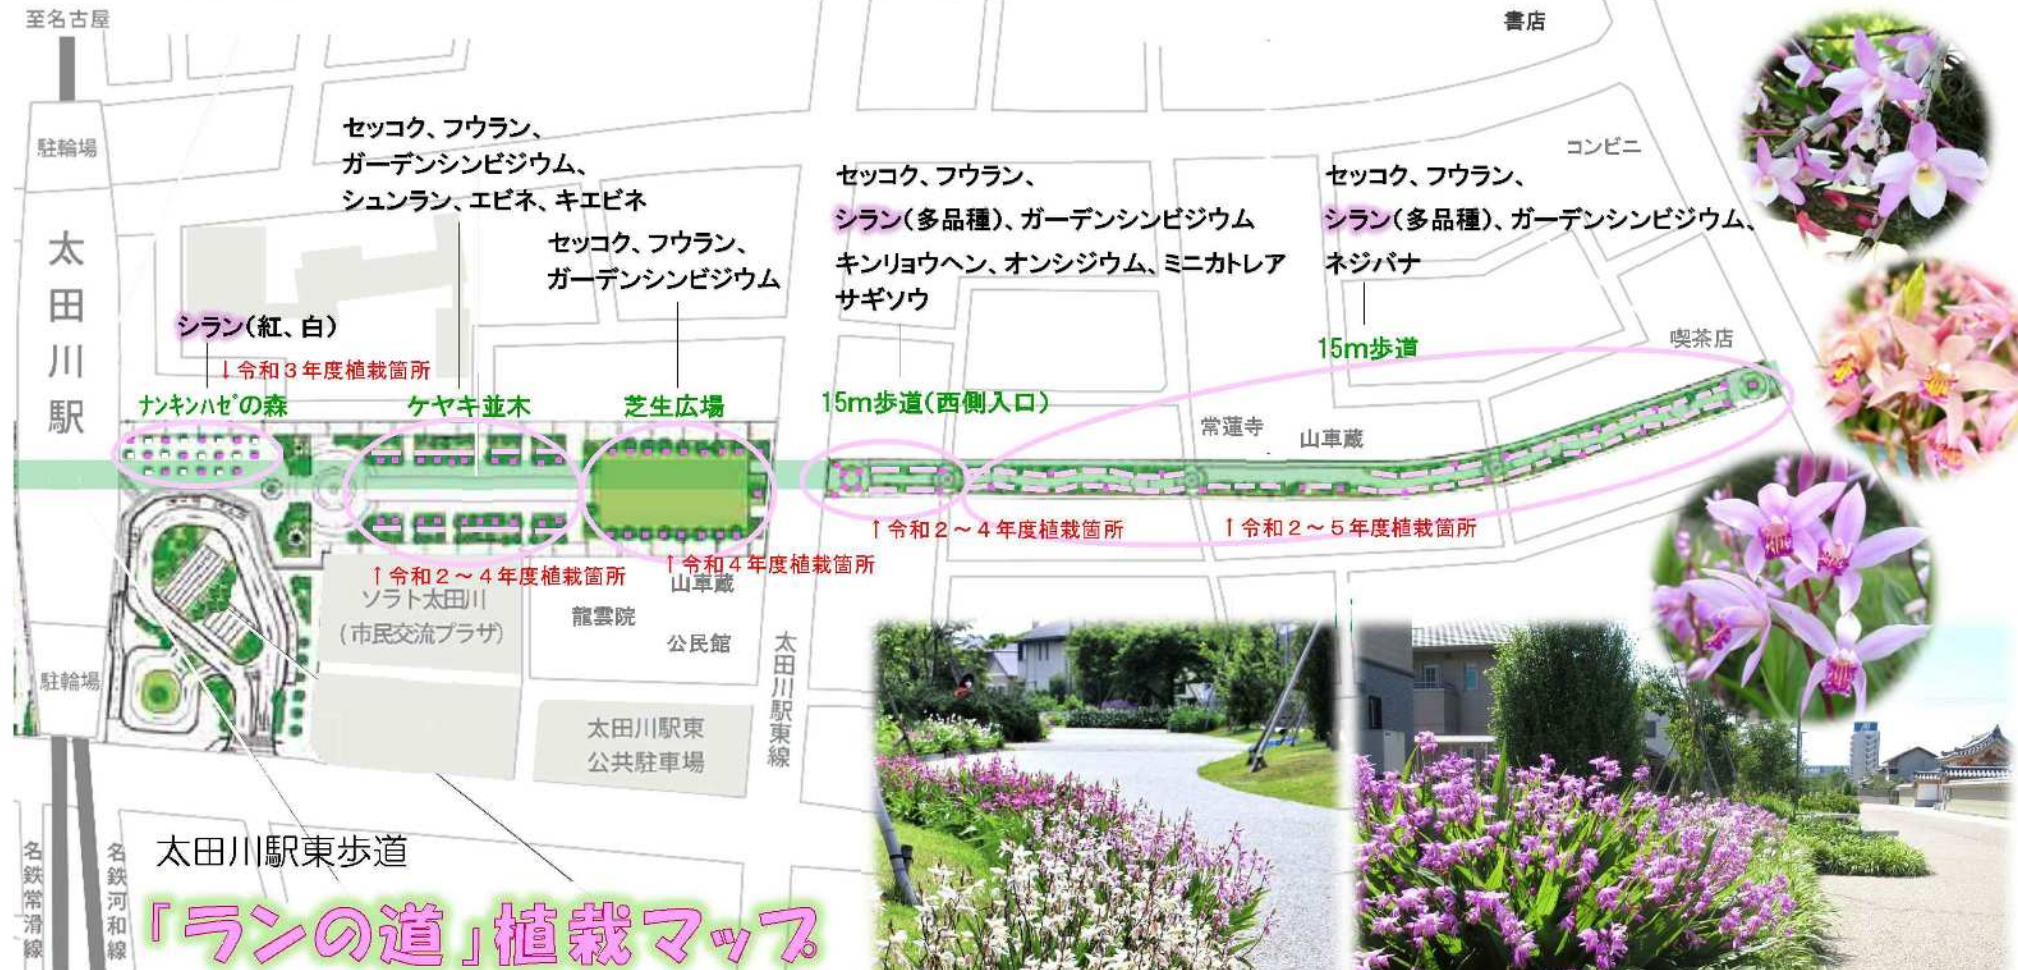 至名古屋
書店
駐輪場
コンビニ
セッコク、フウラン、
ガーデンシンビジウム、
シュンラン、エビネ、キエビネ
セッコク、フウラン、
ガーデンシンビジウム
セッコク、フウラン、
シラン(多品種)、ガーデンシンビジウム
キンリョウヘン、オンシジウム、ミニカトレア
サギソウ
セッコク、フウラン、
シラン(多品種)、ガーデンシンビジウム、
ネジバナ
太田川駅
シラン(紅、白)
↓令和3年度植栽箇所
ナンキンハゼの森
ケヤキ並木
芝生広場
15m歩道(西側入口)
15m歩道
喫茶店
常蓮寺
山車蔵
↑令和2～4年度植栽箇所
↑令和4年度植栽箇所
↑令和2～4年度植栽箇所
↑令和2～5年度植栽箇所
ソラト太田川
(市民交流プラザ)
山車蔵
龍雲院
公民館
太田川駅東線
駐輪場
太田川駅東
公共駐車場
名鉄常滑線
名鉄河和線
太田川駅東歩道
「ランの道」植栽マップ